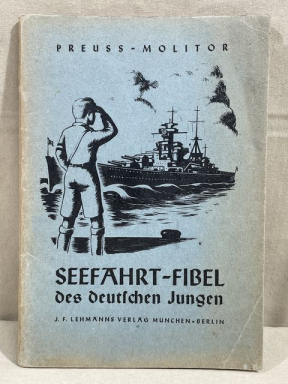 PREUSS-MOLITOR
SEEFAHRT-FIBEL
des deutschen Jungen
J. F. LEHMANNS VERLAG MÜNCHEN • BERLIN